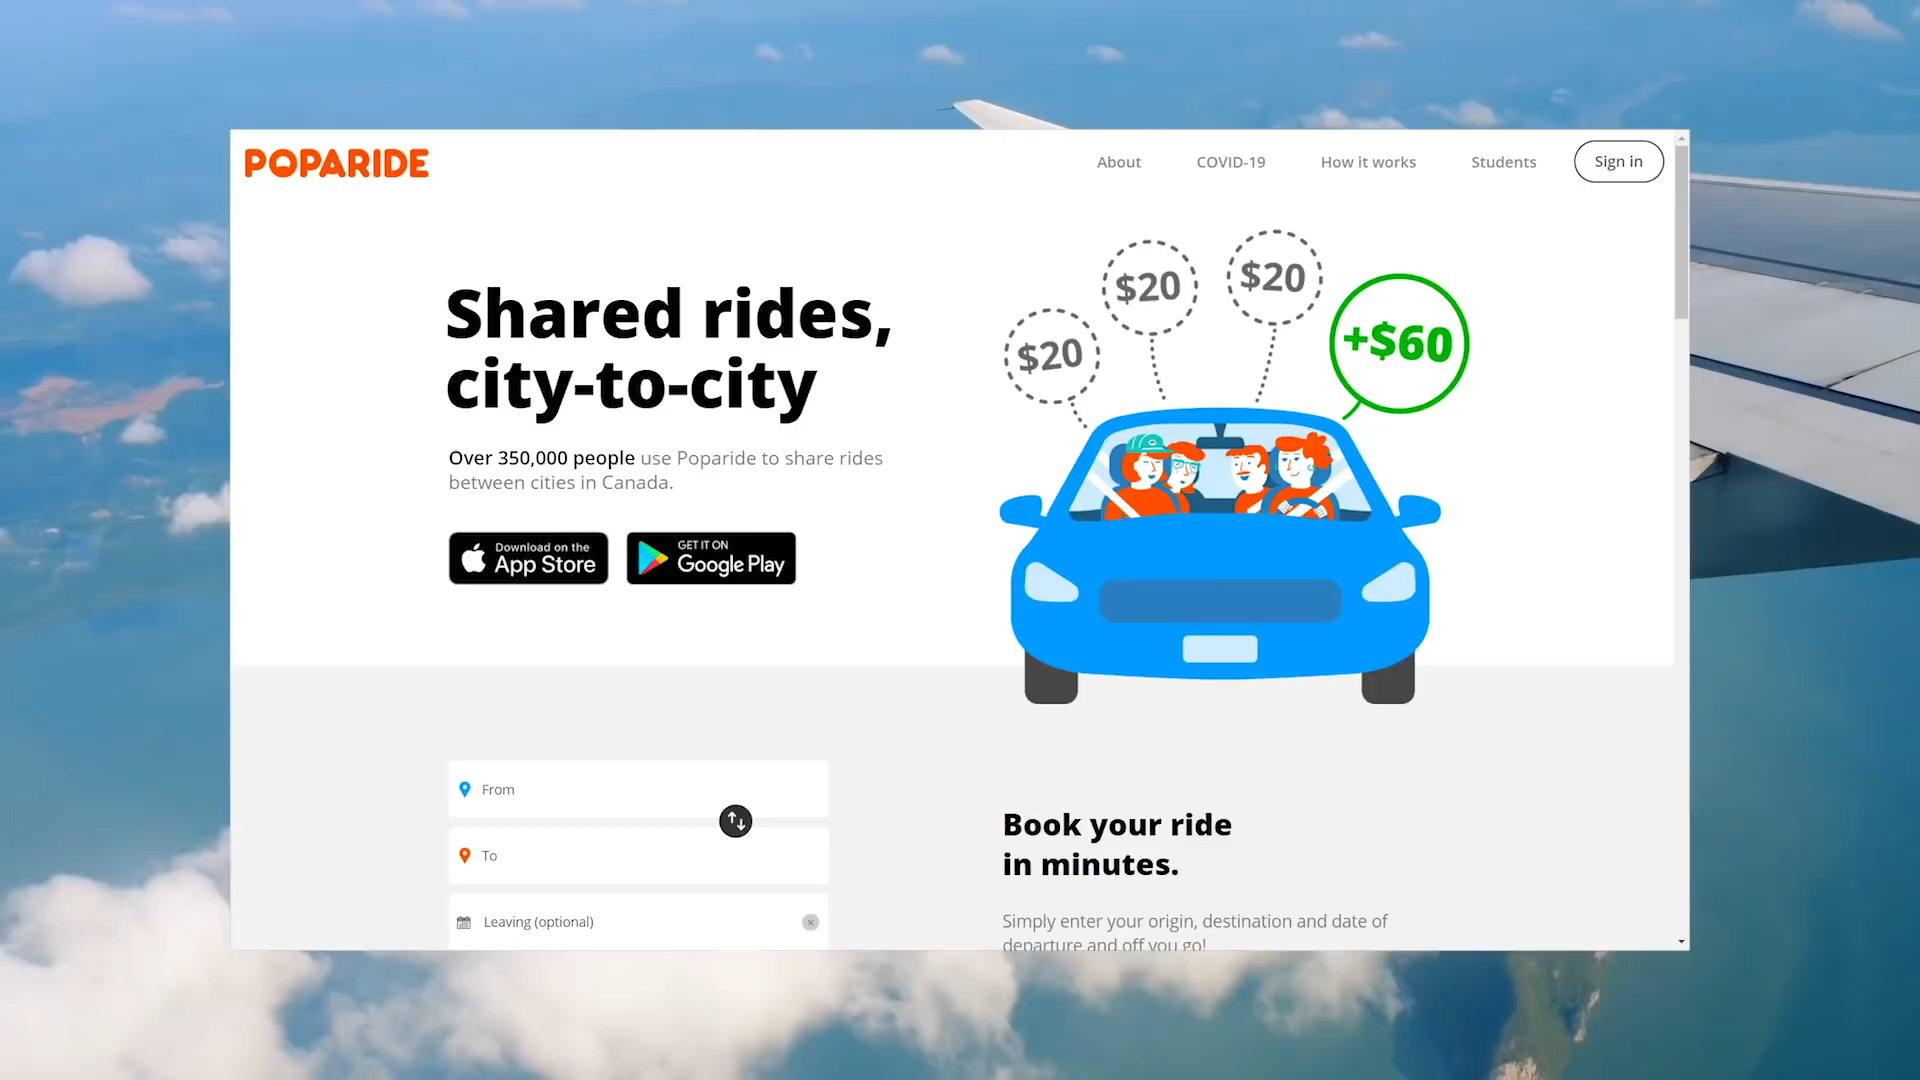 POPARIDE
About
COVID-19
How it works
Students
Sign in
Shared rides,
city-to-city
Over 350,000 people use Poparide to share rides
between cities in Canada.
Download on the
App Store
GET IT ON
Google Play
$20
$20
$20
+$60
From
To
Leaving (optional)
Book your ride
in minutes.
Simply enter your origin, destination and date of
departure and off you go!